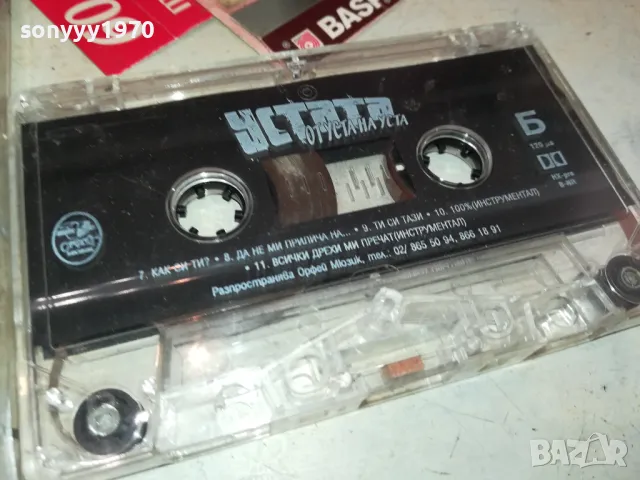 sonyyy1970
BASF
УСТАТА
ОТ УСТА НА УСТА
Б
120 μs
7. КАК СИ ТИ? • 8. ДА НЕ МИ ПРИЛИЧА НА... • 9. ТИ СИ ТАЗИ • 10. 100%(ИНСТРУМЕНТАЛ)
• 11. ВСИЧКИ ДРЕХИ МИ ПРЕЧАТ(ИНСТРУМЕНТАЛ)
Разпространява Орфей Мюзик, тел.: 02/ 865 50 94, 866 18 91
BAZAR
.bg